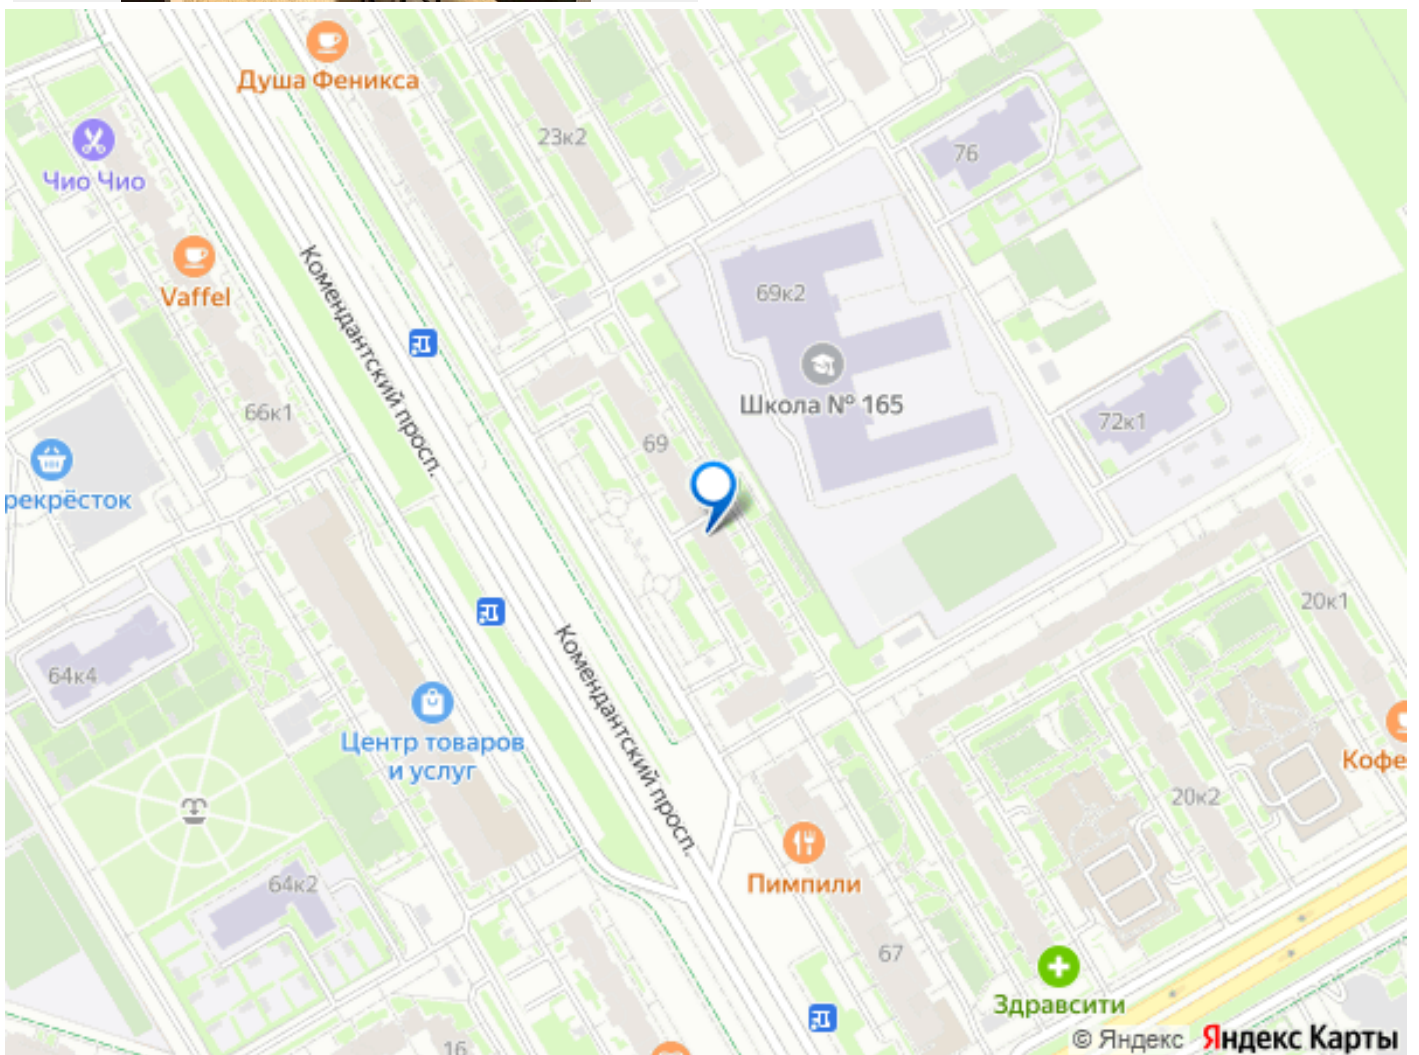 Душа Феникса
23к2
76
Чио Чио
Vaffel
69к2
Комендантский просп.
66к1
Школа № 165
72к1
69
рекрёсток
20к1
64к4
Комендантский просп.
Центр товаров
и услуг
Кофе
20к2
64к2
Пимпили
67
Здравсити
16
© Яндекс Яндекс Карты